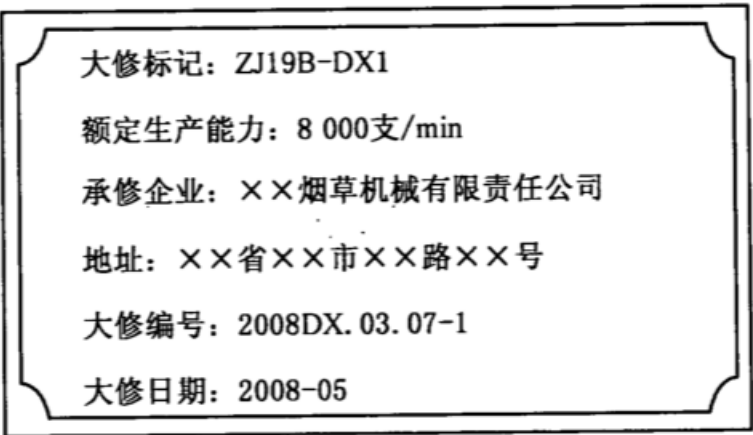 大修标记：ZJ19B-DX1
额定生产能力：8 000支/min
承修企业：××烟草机械有限责任公司
地址：××省××市××路××号
大修编号：2008DX.03.07-1
大修日期：2008-05